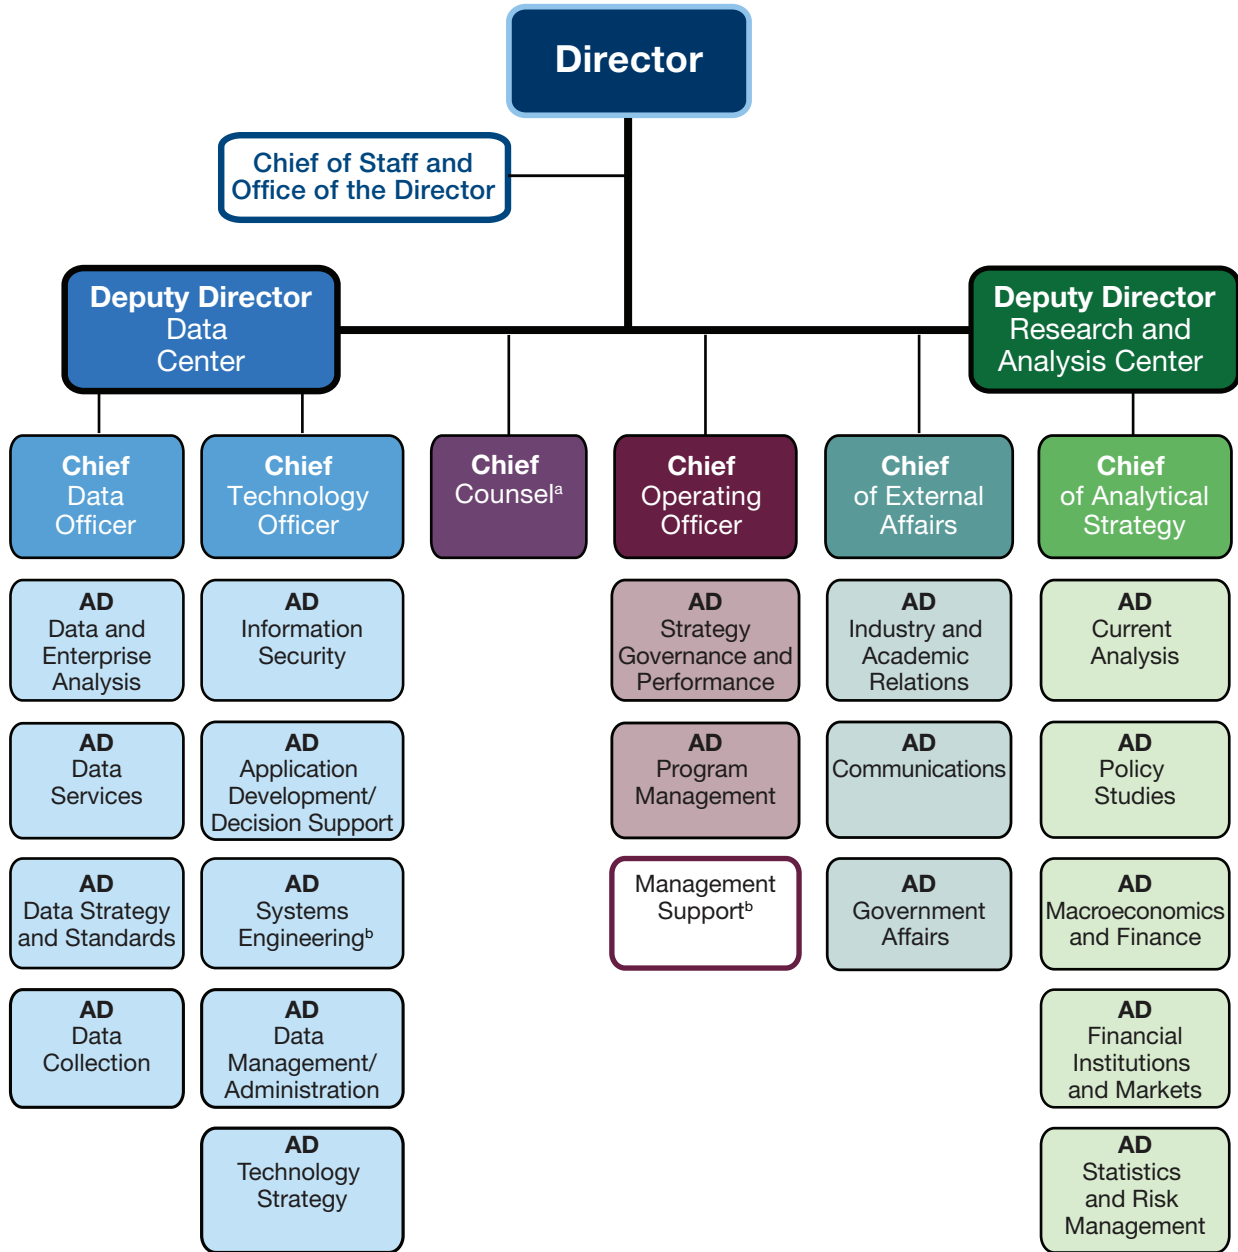 Director
Chief of Staff and
Office of the Director
Deputy Director
Data
Center
Deputy Director
Research and
Analysis Center
Chief
Data
Officer
Chief
Technology
Officer
Chief
Counselᵃ
Chief
Operating
Officer
Chief
of External
Affairs
Chief
of Analytical
Strategy
AD
Data and
Enterprise
Analysis
AD
Data
Services
AD
Data Strategy
and Standards
AD
Data
Collection
AD
Information
Security
AD
Application
Development/
Decision Support
AD
Systems
Engineeringᵇ
AD
Data
Management/
Administration
AD
Technology
Strategy
AD
Strategy
Governance and
Performance
AD
Program
Management
Management
Supportᵇ
AD
Industry and
Academic
Relations
AD
Communications
AD
Government
Affairs
AD
Current
Analysis
AD
Policy
Studies
AD
Macroeconomics
and Finance
AD
Financial
Institutions
and Markets
AD
Statistics
and Risk
Management